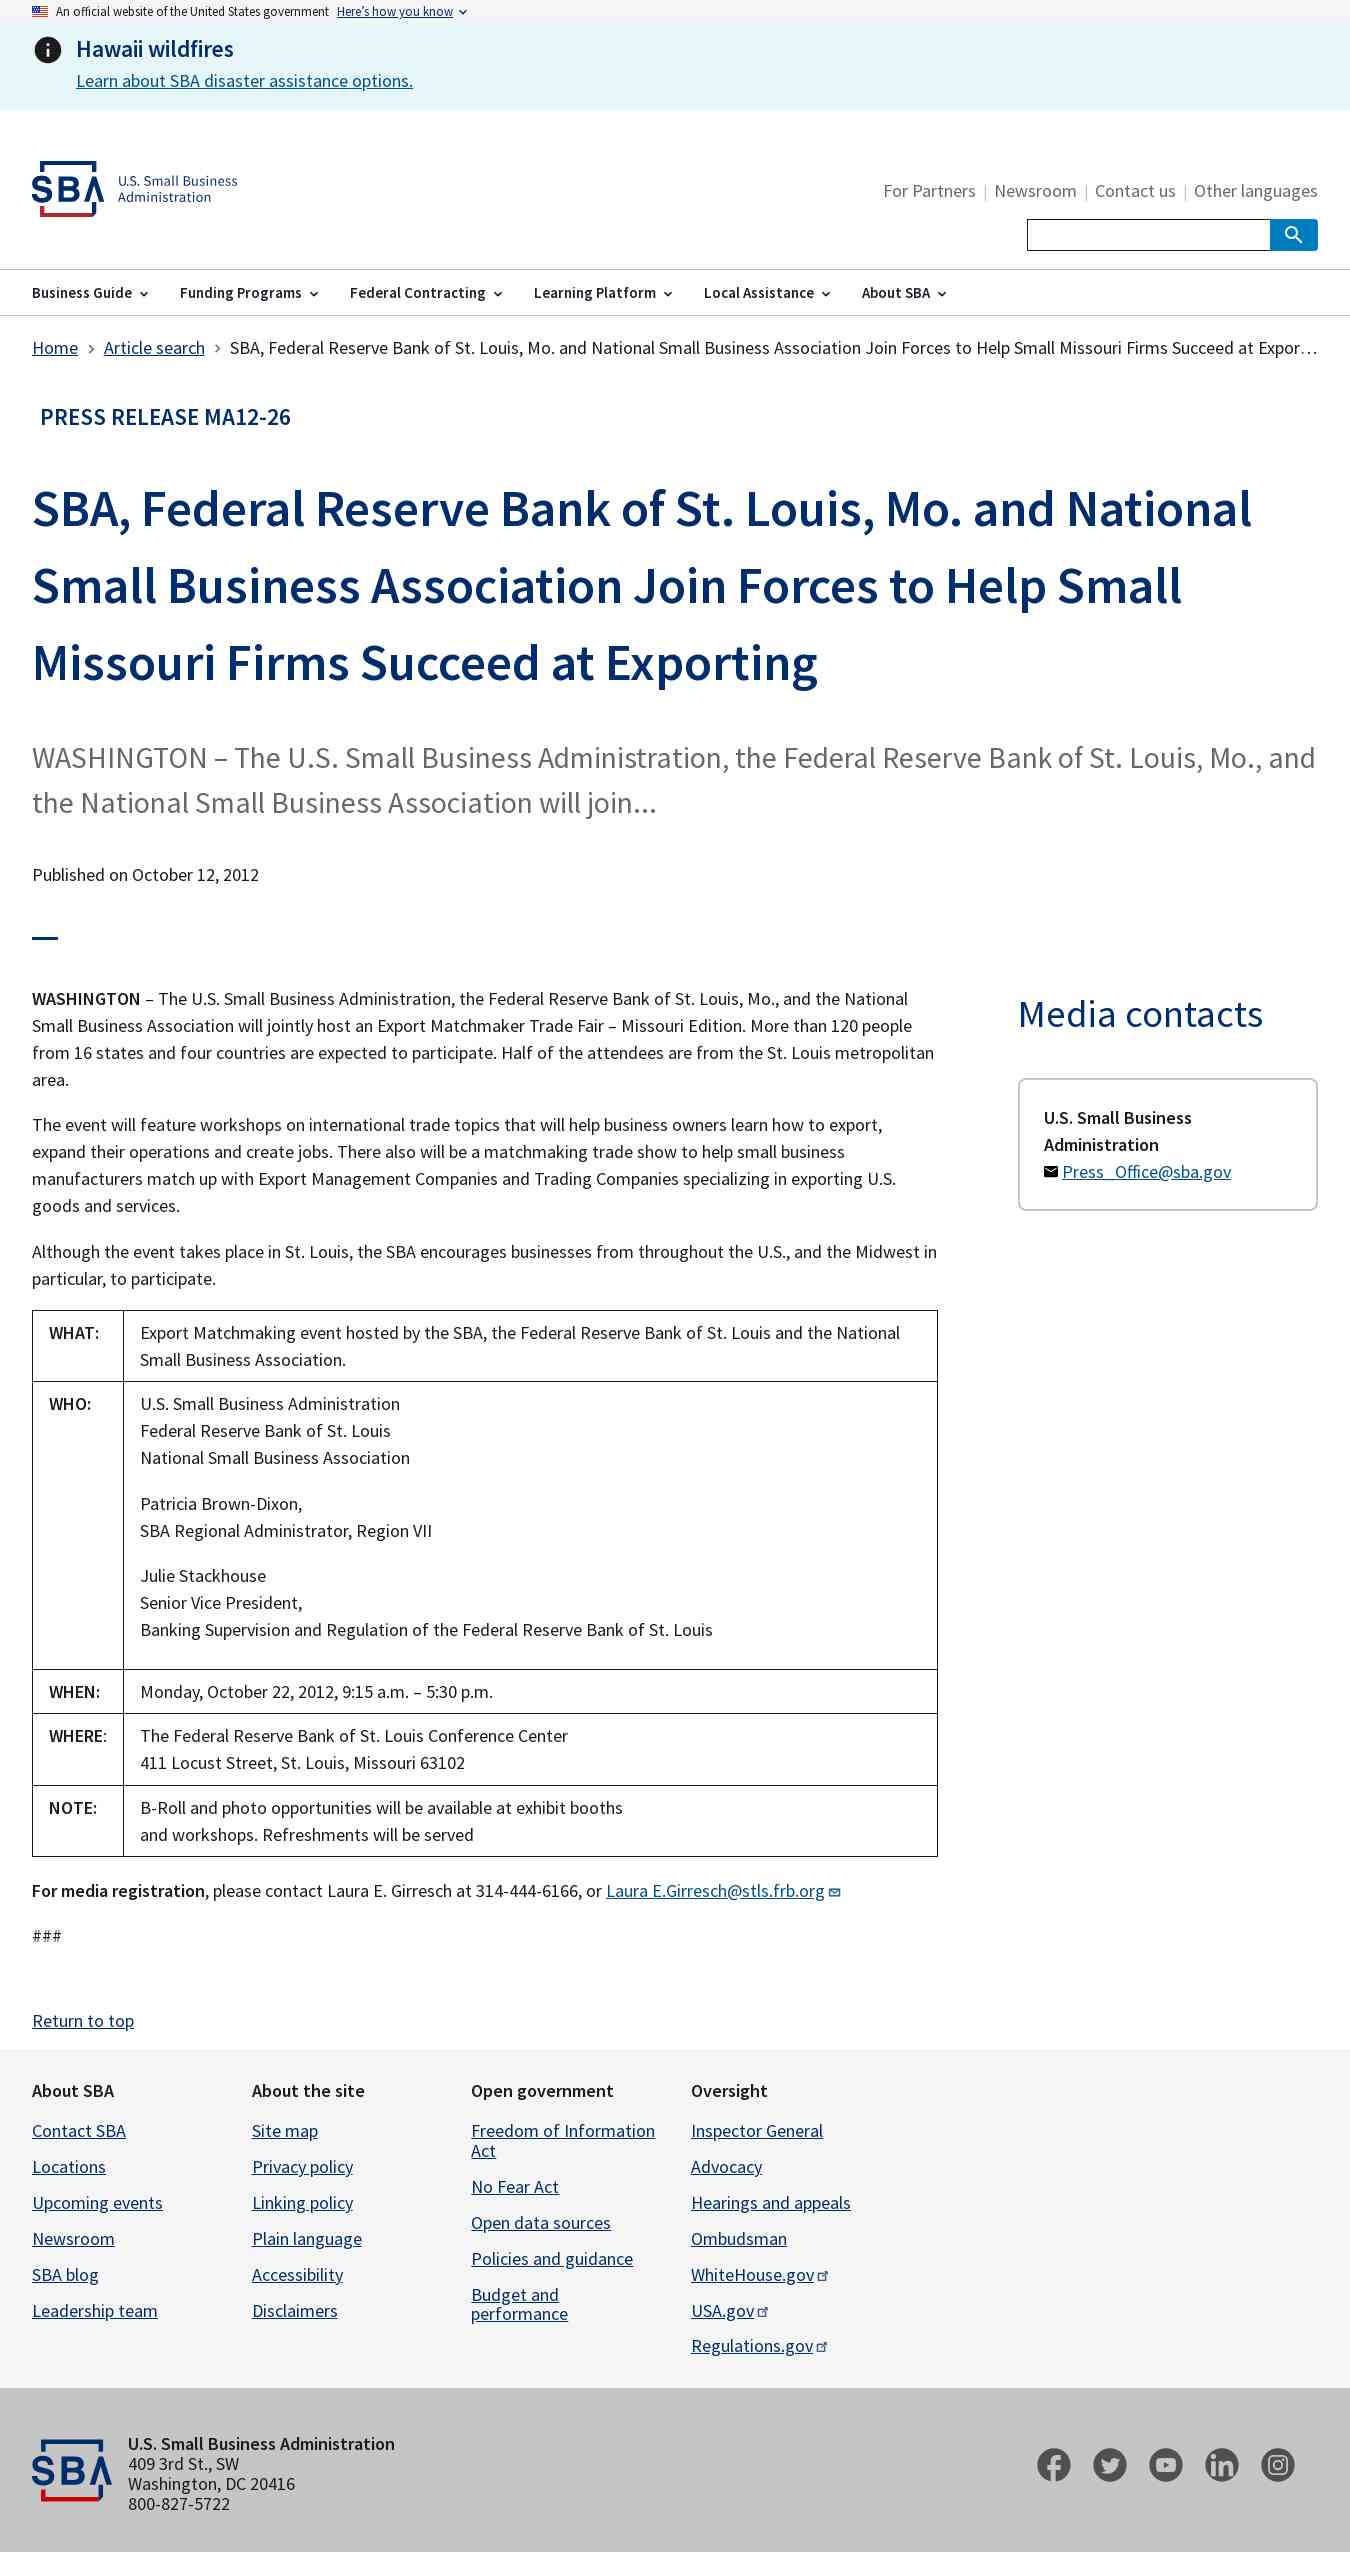 An official website of the United States government Here's how you know
Hawaii wildfires
Learn about SBA disaster assistance options.
SBA
U.S. Small Business
Administration
For Partners | Newsroom | Contact us | Other languages
Business Guide Funding Programs Federal Contracting Learning Platform Local Assistance About SBA
Home > Article search > SBA, Federal Reserve Bank of St. Louis, Mo. and National Small Business Association Join Forces to Help Small Missouri Firms Succeed at Expor…
PRESS RELEASE MA12-26
SBA, Federal Reserve Bank of St. Louis, Mo. and National
Small Business Association Join Forces to Help Small
Missouri Firms Succeed at Exporting
WASHINGTON – The U.S. Small Business Administration, the Federal Reserve Bank of St. Louis, Mo., and
the National Small Business Association will join...
Published on October 12, 2012
WASHINGTON – The U.S. Small Business Administration, the Federal Reserve Bank of St. Louis, Mo., and the National
Small Business Association will jointly host an Export Matchmaker Trade Fair – Missouri Edition. More than 120 people
from 16 states and four countries are expected to participate. Half of the attendees are from the St. Louis metropolitan
area.
The event will feature workshops on international trade topics that will help business owners learn how to export,
expand their operations and create jobs. There also will be a matchmaking trade show to help small business
manufacturers match up with Export Management Companies and Trading Companies specializing in exporting U.S.
goods and services.
Although the event takes place in St. Louis, the SBA encourages businesses from throughout the U.S., and the Midwest in
particular, to participate.
WHAT: Export Matchmaking event hosted by the SBA, the Federal Reserve Bank of St. Louis and the National
Small Business Association.
WHO: U.S. Small Business Administration
Federal Reserve Bank of St. Louis
National Small Business Association
Patricia Brown-Dixon,
SBA Regional Administrator, Region VII
Julie Stackhouse
Senior Vice President,
Banking Supervision and Regulation of the Federal Reserve Bank of St. Louis
WHEN: Monday, October 22, 2012, 9:15 a.m. – 5:30 p.m.
WHERE: The Federal Reserve Bank of St. Louis Conference Center
411 Locust Street, St. Louis, Missouri 63102
NOTE: B-Roll and photo opportunities will be available at exhibit booths
and workshops. Refreshments will be served
For media registration, please contact Laura E. Girresch at 314-444-6166, or Laura E.Girresch@stls.frb.org
###
Media contacts
U.S. Small Business
Administration
Press_Office@sba.gov
Return to top
About SBA
Contact SBA
Locations
Upcoming events
Newsroom
SBA blog
Leadership team
About the site
Site map
Privacy policy
Linking policy
Plain language
Accessibility
Disclaimers
Open government
Freedom of Information
Act
No Fear Act
Open data sources
Policies and guidance
Budget and
performance
Oversight
Inspector General
Advocacy
Hearings and appeals
Ombudsman
WhiteHouse.gov
USA.gov
Regulations.gov
SBA
U.S. Small Business Administration
409 3rd St., SW
Washington, DC 20416
800-827-5722